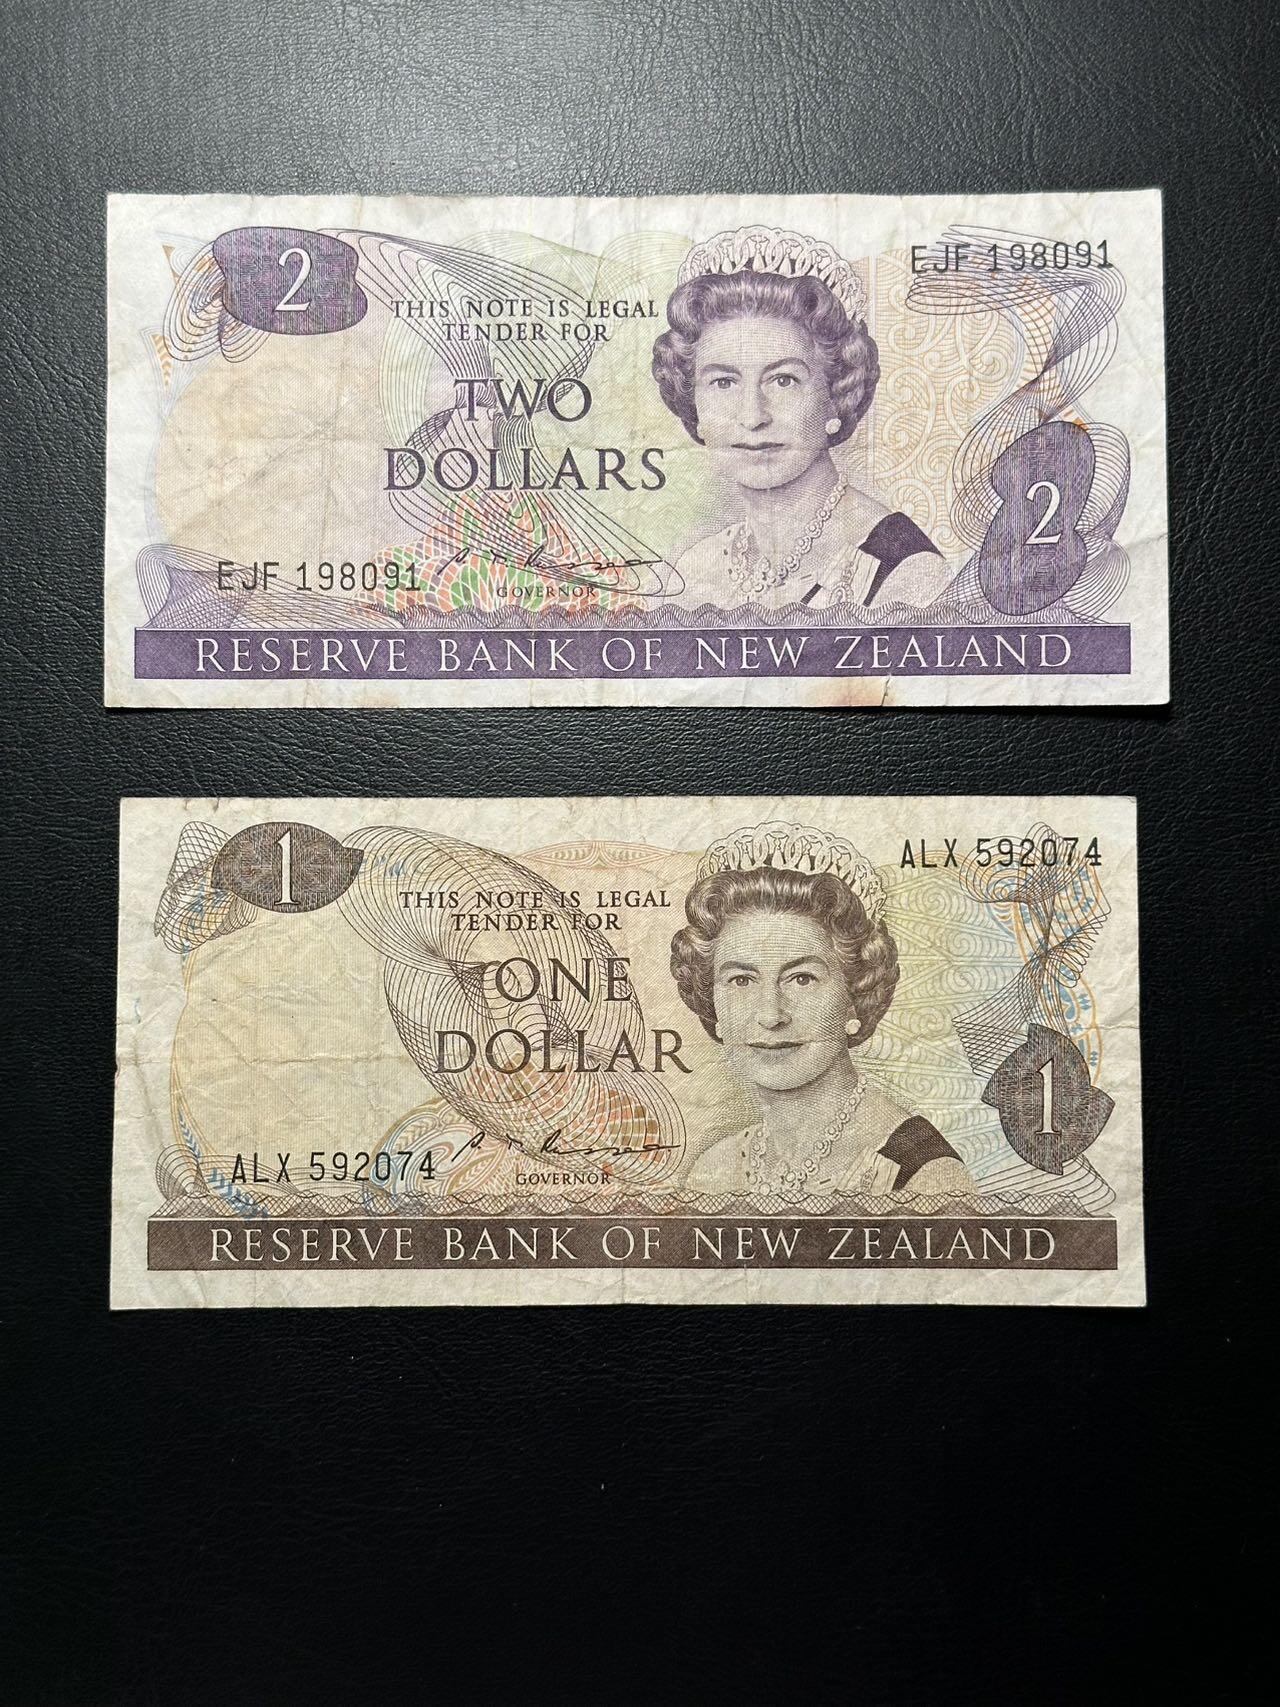 2
EJF 198091
THIS NOTE IS LEGAL
TENDER FOR
TWO
DOLLARS
2
EJF 198091
GOVERNOR
RESERVE BANK OF NEW ZEALAND
1
ALX 592074
THIS NOTE IS LEGAL
TENDER FOR
ONE
DOLLAR
1
ALX 592074
GOVERNOR
RESERVE BANK OF NEW ZEALAND